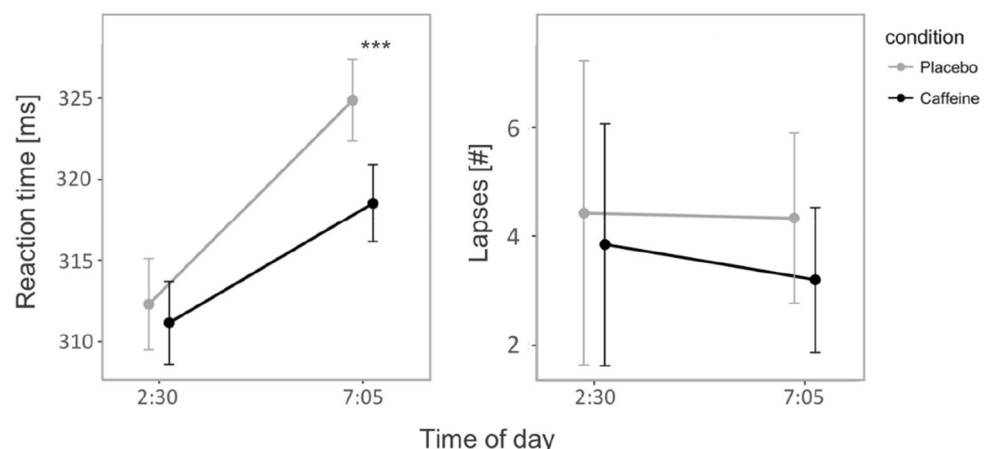 Reaction time [ms]
325
320
315
310
***
2:30
7:05
Lapses [#]
6
4
2
2:30
7:05
Time of day
condition
Placebo
Caffeine